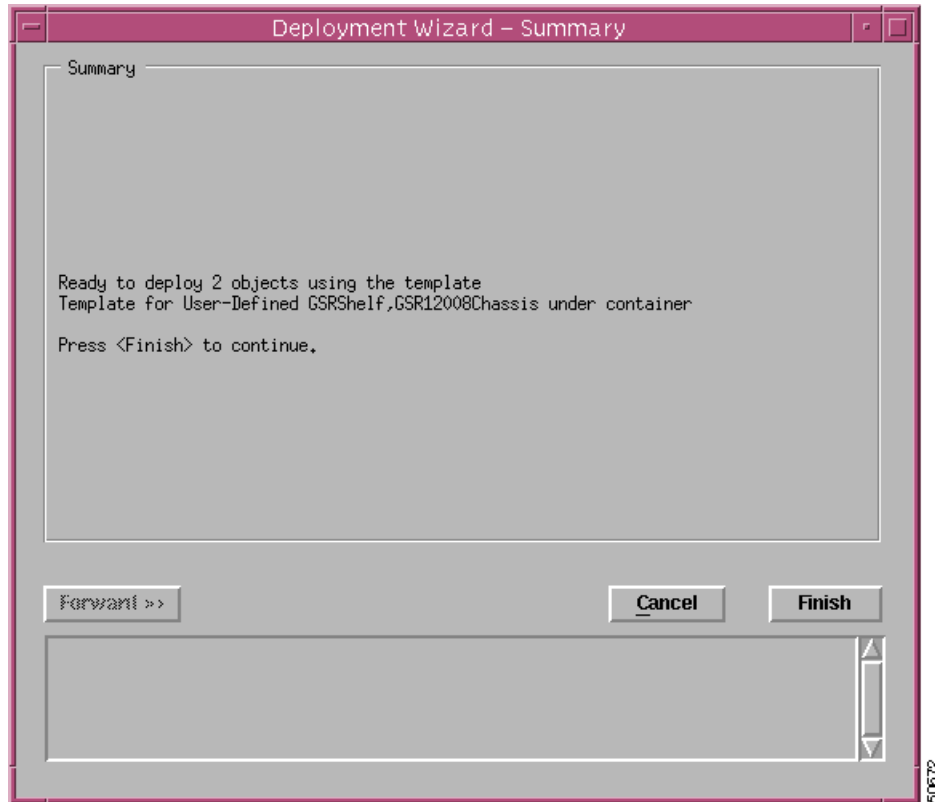 Deployment Wizard – Summary
Summary
Ready to deploy 2 objects using the template
Template for User-Defined GSRShelf,GSR12008Chassis under container
Press <Finish> to continue.
Forward >>
Cancel
Finish
50672